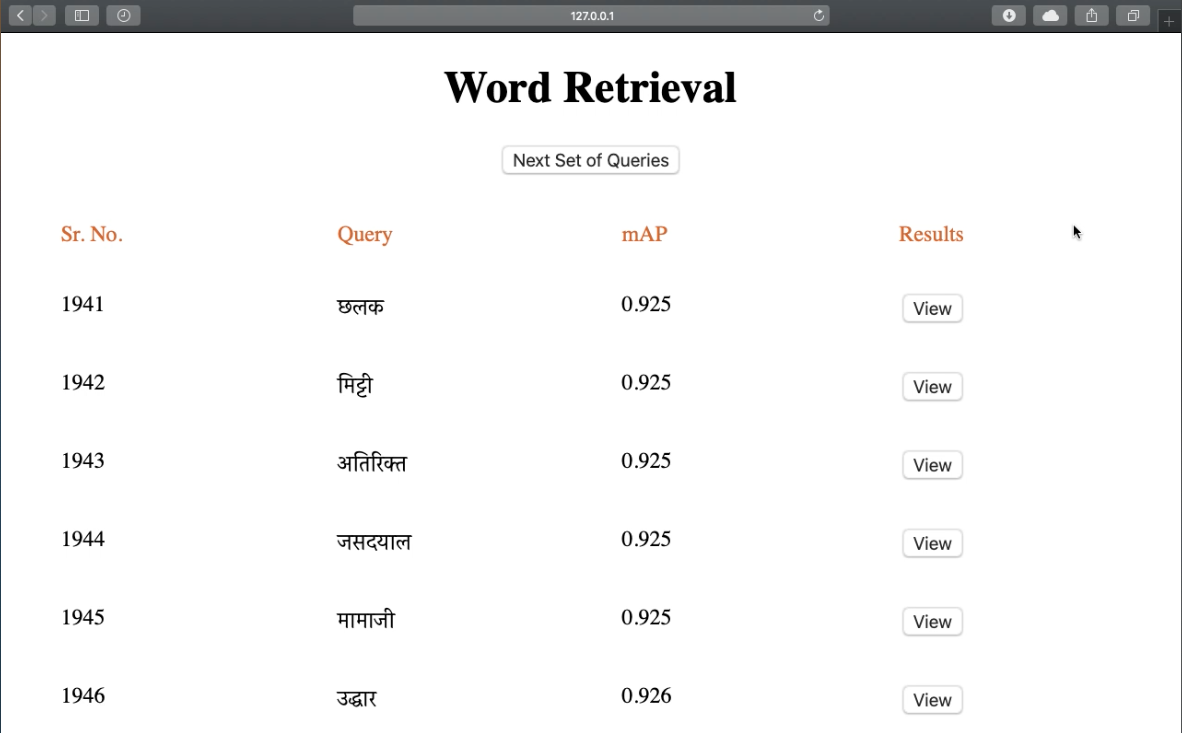 127.0.0.1
Word Retrieval
Next Set of Queries
Sr. No. Query mAP Results
1941 छलक 0.925 View
1942 मिट्टी 0.925 View
1943 अतिरिक्त 0.925 View
1944 जसदयाल 0.925 View
1945 मामाजी 0.925 View
1946 उद्धार 0.926 View